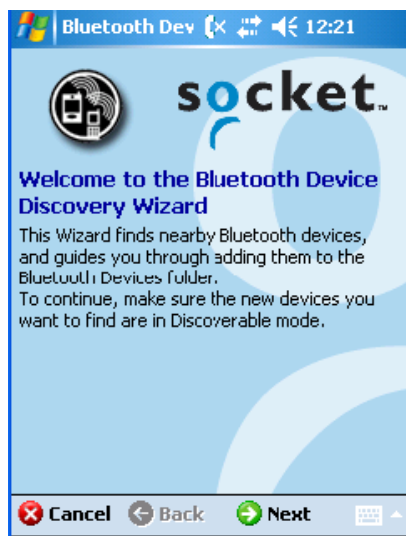 Bluetooth Dev 12:21
socket™
Welcome to the Bluetooth Device
Discovery Wizard
This Wizard finds nearby Bluetooth devices,
and guides you through adding them to the
Bluetooth Devices folder.
To continue, make sure the new devices you
want to find are in Discoverable mode.
Cancel Back Next